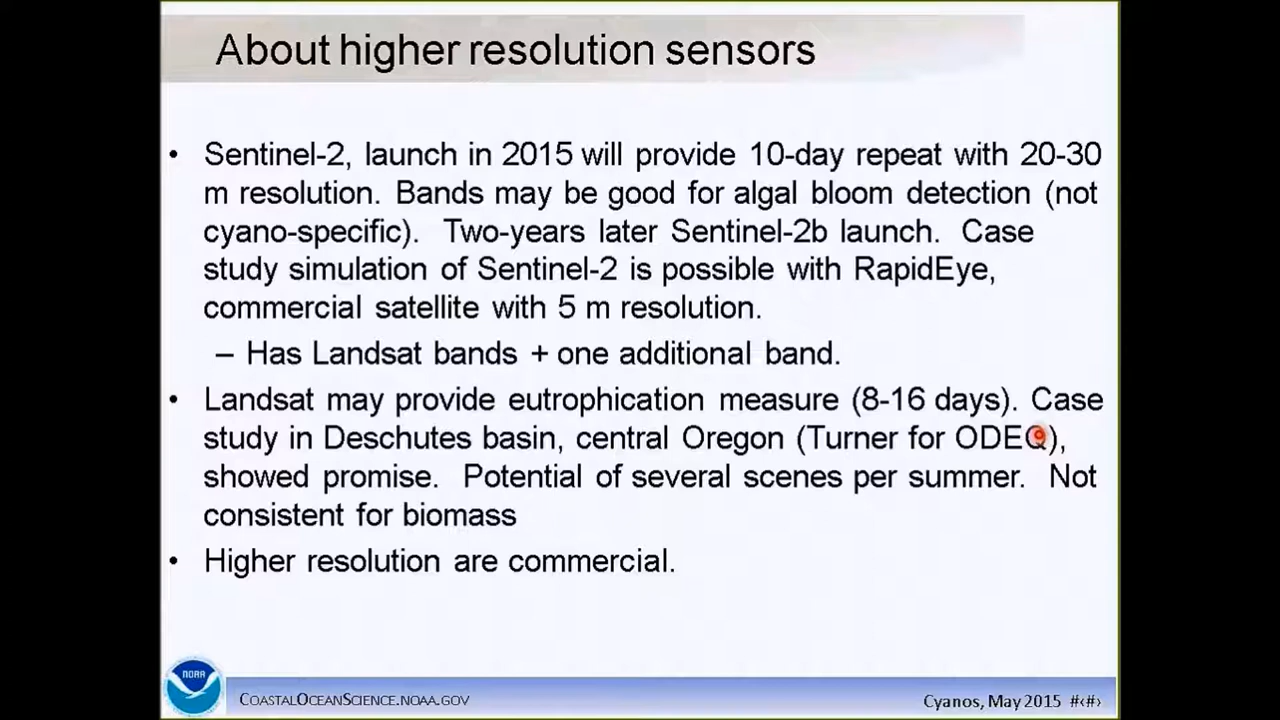 About higher resolution sensors
• Sentinel-2, launch in 2015 will provide 10-day repeat with 20-30
m resolution. Bands may be good for algal bloom detection (not
cyano-specific). Two-years later Sentinel-2b launch. Case
study simulation of Sentinel-2 is possible with RapidEye,
commercial satellite with 5 m resolution.
– Has Landsat bands + one additional band.
• Landsat may provide eutrophication measure (8-16 days). Case
study in Deschutes basin, central Oregon (Turner for ODEQ),
showed promise. Potential of several scenes per summer. Not
consistent for biomass
• Higher resolution are commercial.
NOAA
COASTALOCEANSCIENCE.NOAA.GOV
Cyanos, May 2015 #‹#›